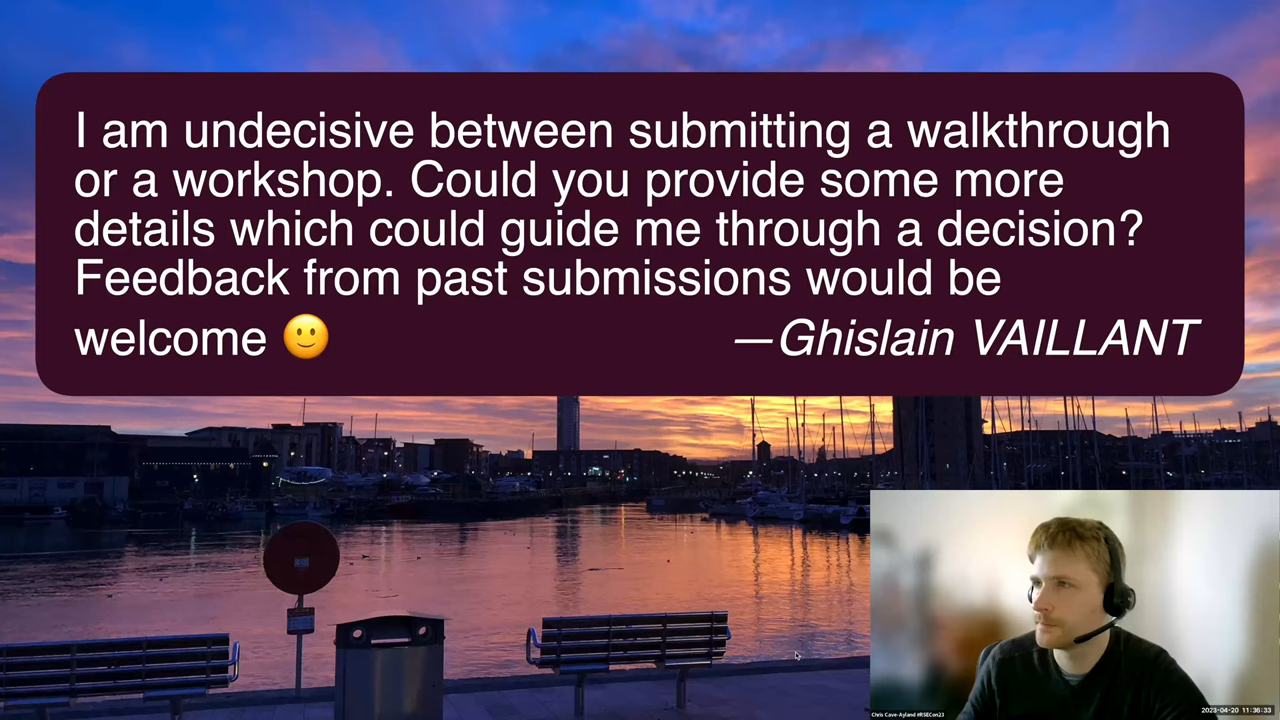 I am undecisive between submitting a walkthrough
or a workshop. Could you provide some more
details which could guide me through a decision?
Feedback from past submissions would be
welcome 🙂 —Ghislain VAILLANT
Chris Cave-Ayland #RSECon23
2023-04-20 11:36:33